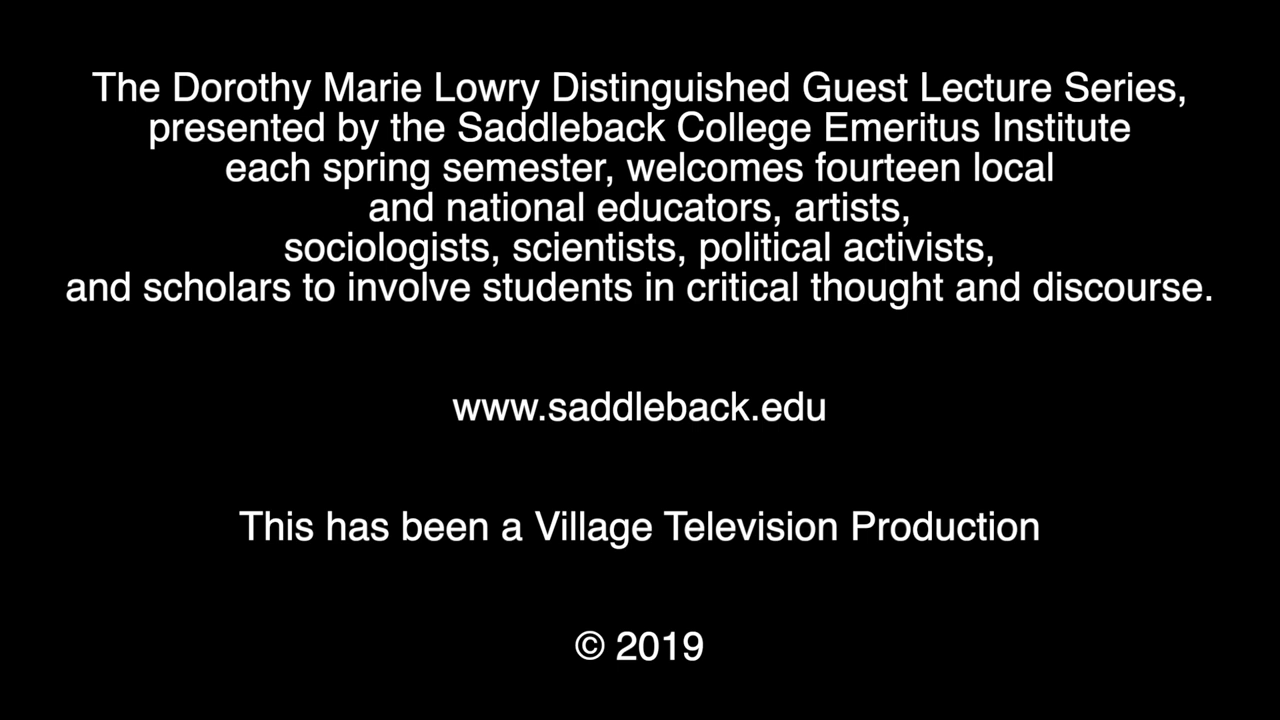 The Dorothy Marie Lowry Distinguished Guest Lecture Series,
presented by the Saddleback College Emeritus Institute
each spring semester, welcomes fourteen local
and national educators, artists,
sociologists, scientists, political activists,
and scholars to involve students in critical thought and discourse.
www.saddleback.edu
This has been a Village Television Production
© 2019